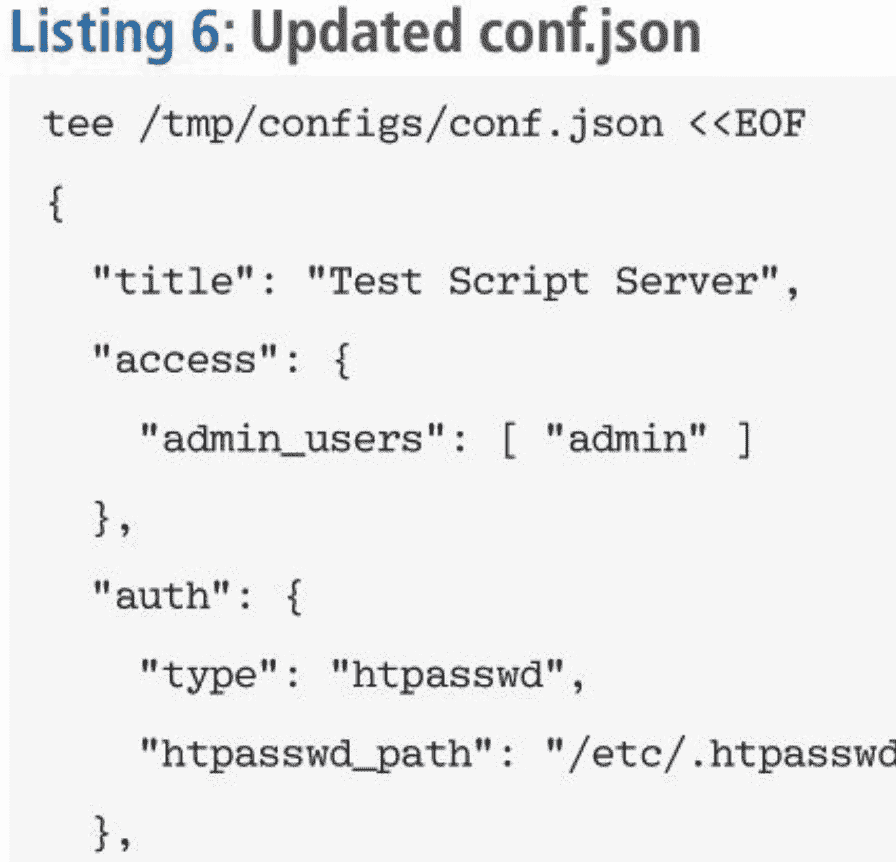 Listing 6: Updated conf.json
tee /tmp/configs/conf.json <<EOF
{
"title": "Test Script Server",
"access": {
"admin_users": [ "admin" ]
},
"auth": {
"type": "htpasswd",
"htpasswd_path": "/etc/.htpasswd
},